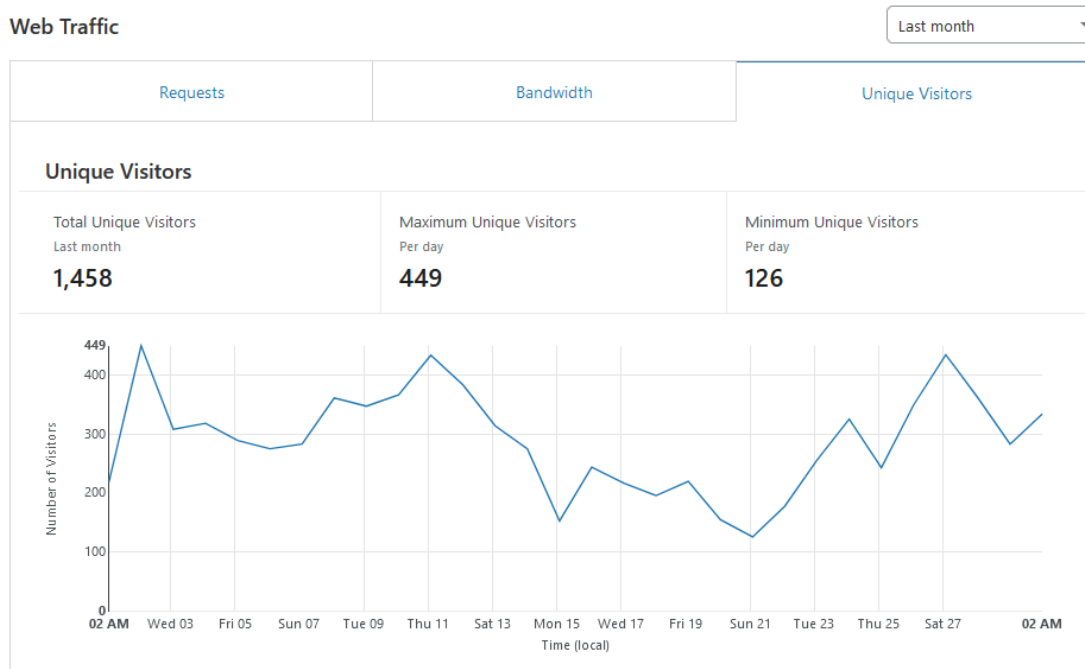 Web Traffic
Last month
Requests
Bandwidth
Unique Visitors
Unique Visitors
Total Unique Visitors
Last month
1,458
Maximum Unique Visitors
Per day
449
Minimum Unique Visitors
Per day
126
Number of Visitors
449
400
300
200
100
0
02 AM Wed 03 Fri 05 Sun 07 Tue 09 Thu 11 Sat 13 Mon 15 Wed 17 Fri 19 Sun 21 Tue 23 Thu 25 Sat 27 02 AM
Time (local)